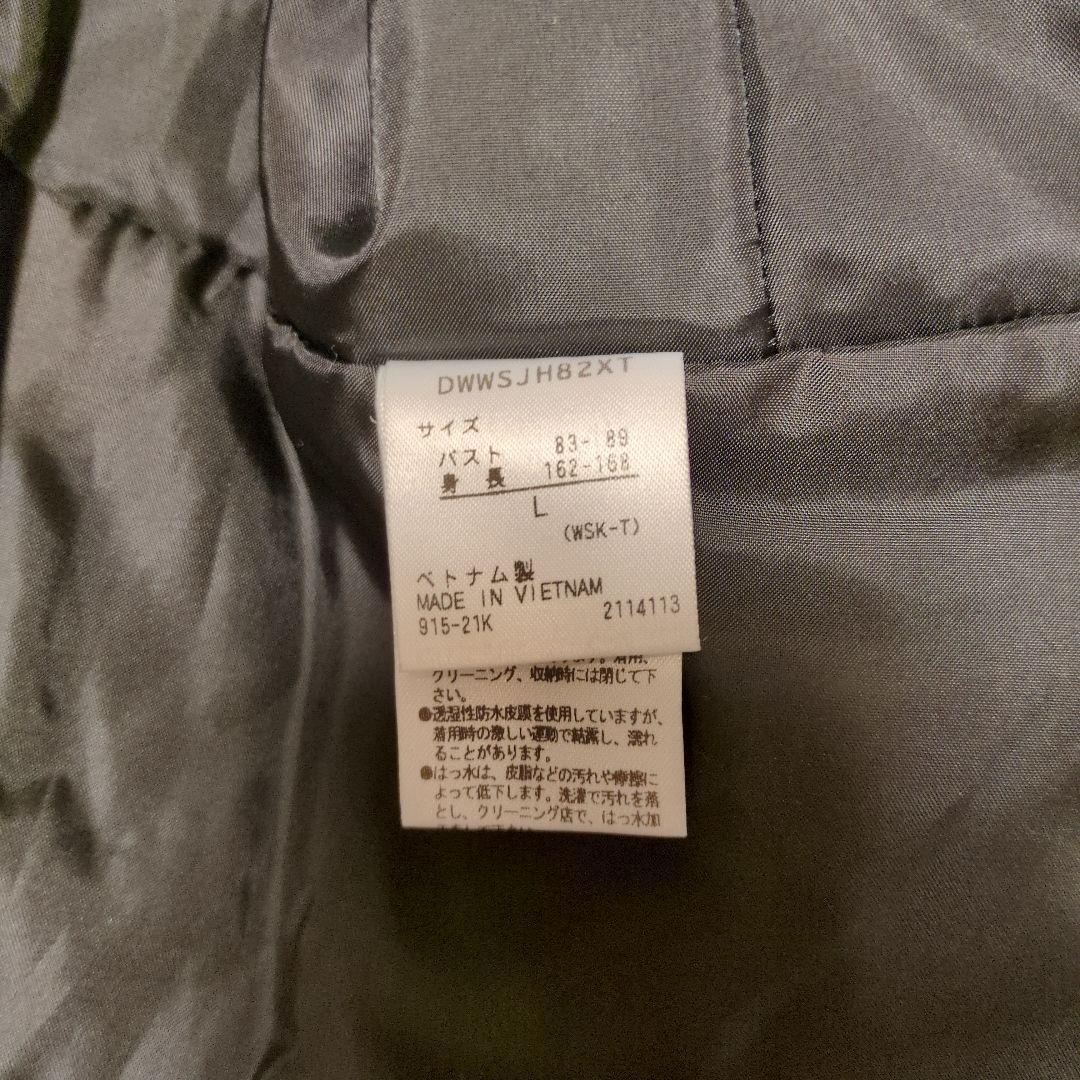 DWWSJH82XT
サイズ
バスト 83- 89
身 長 162-168
L
(WSK-T)
ベトナム製
MADE IN VIETNAM
915-21K 2114113
ます。着用、
クリーニング、収納時には閉じて下
さい。
●透湿性防水皮膜を使用していますが、
着用時の激しい運動で結露し、濡れ
ることがあります。
●はっ水は、皮脂などの汚れや摩擦に
よって低下します。洗濯で汚れを落
とし、クリーニング店で、はっ水加